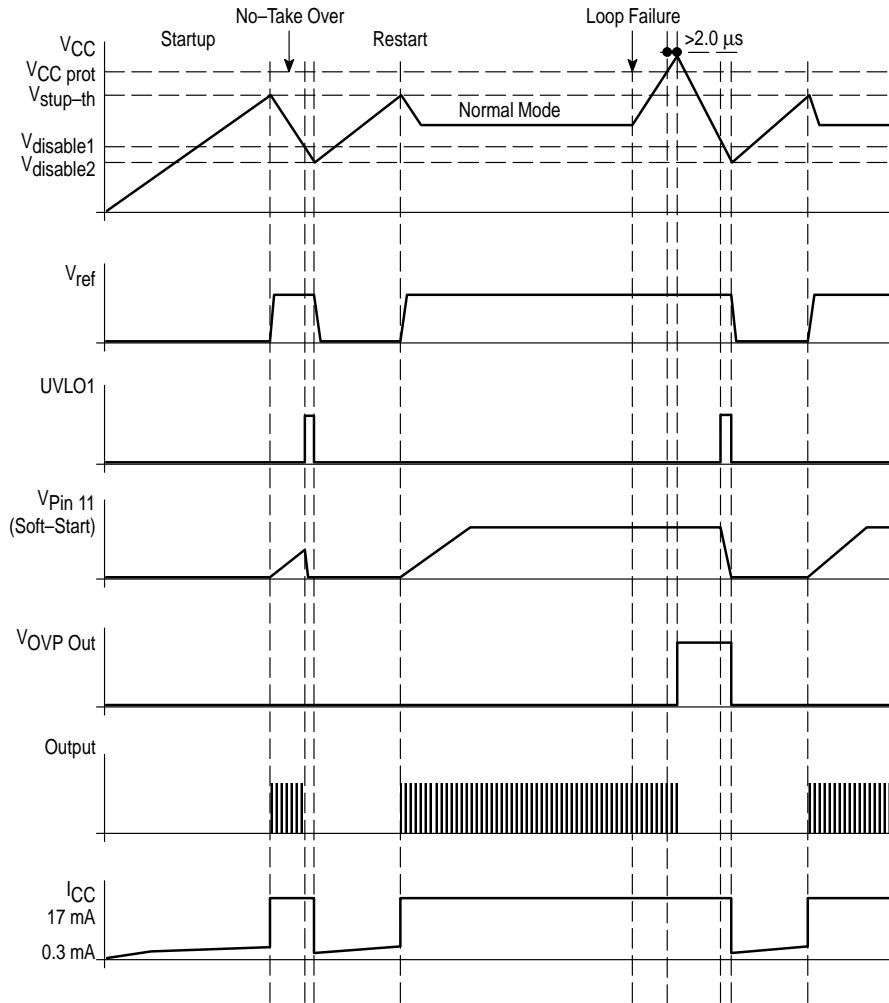 No–Take Over
Loop Failure
Startup
Restart
>2.0 μs
VCC
VCC prot
Vstup–th
Normal Mode
Vdisable1
Vdisable2
Vref
UVLO1
VPin 11
(Soft–Start)
VOVP Out
Output
ICC
17 mA
0.3 mA